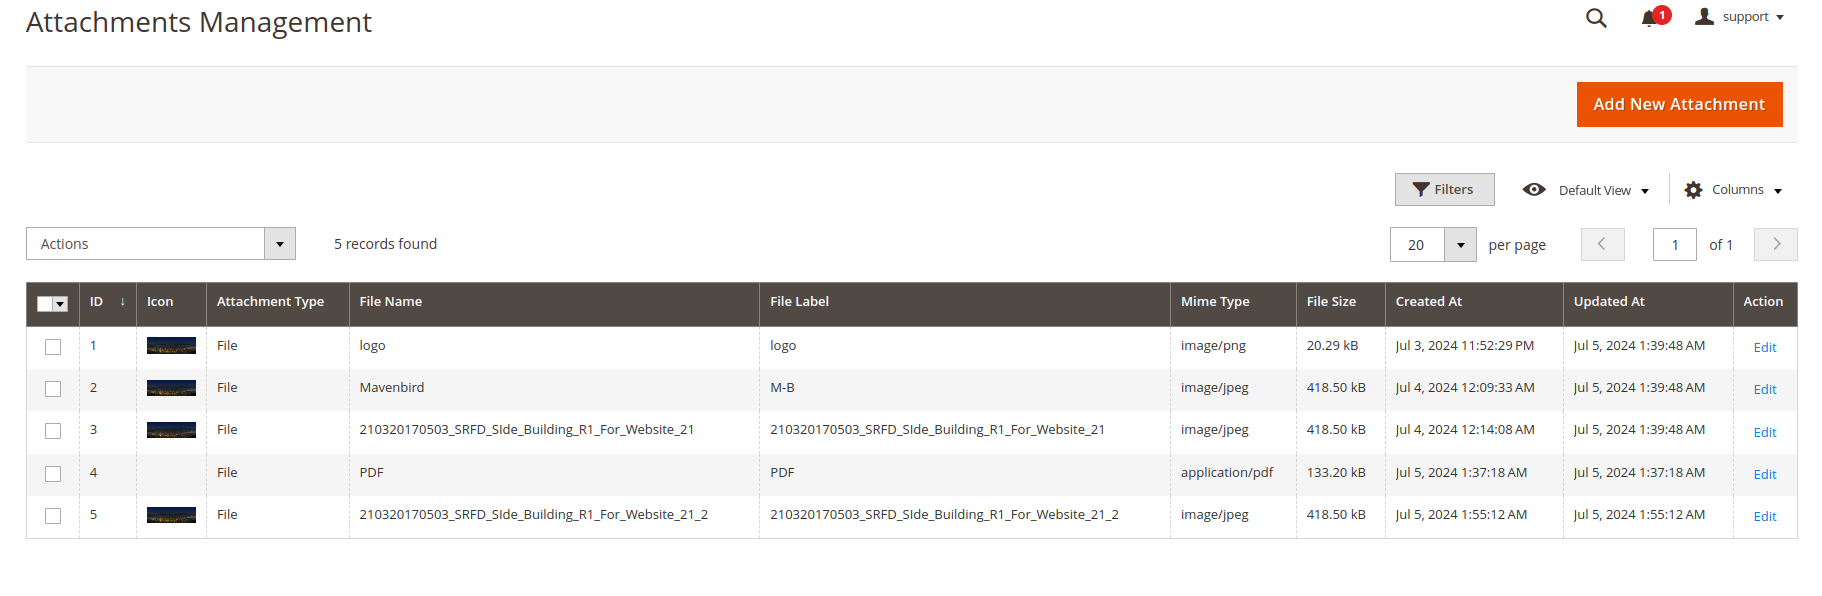 Attachments Management
1
support
Add New Attachment
Filters
Default View
Columns
Actions
5 records found
20
per page
1
of 1
ID ↓ Icon Attachment Type File Name File Label Mime Type File Size Created At Updated At Action
1 File logo logo image/png 20.29 kB Jul 3, 2024 11:52:29 PM Jul 5, 2024 1:39:48 AM Edit
2 File Mavenbird M-B image/jpeg 418.50 kB Jul 4, 2024 12:09:33 AM Jul 5, 2024 1:39:48 AM Edit
3 File 210320170503_SRFD_SIde_Building_R1_For_Website_21 210320170503_SRFD_SIde_Building_R1_For_Website_21 image/jpeg 418.50 kB Jul 4, 2024 12:14:08 AM Jul 5, 2024 1:39:48 AM Edit
4 File PDF PDF application/pdf 133.20 kB Jul 5, 2024 1:37:18 AM Jul 5, 2024 1:37:18 AM Edit
5 File 210320170503_SRFD_SIde_Building_R1_For_Website_21_2 210320170503_SRFD_SIde_Building_R1_For_Website_21_2 image/jpeg 418.50 kB Jul 5, 2024 1:55:12 AM Jul 5, 2024 1:55:12 AM Edit